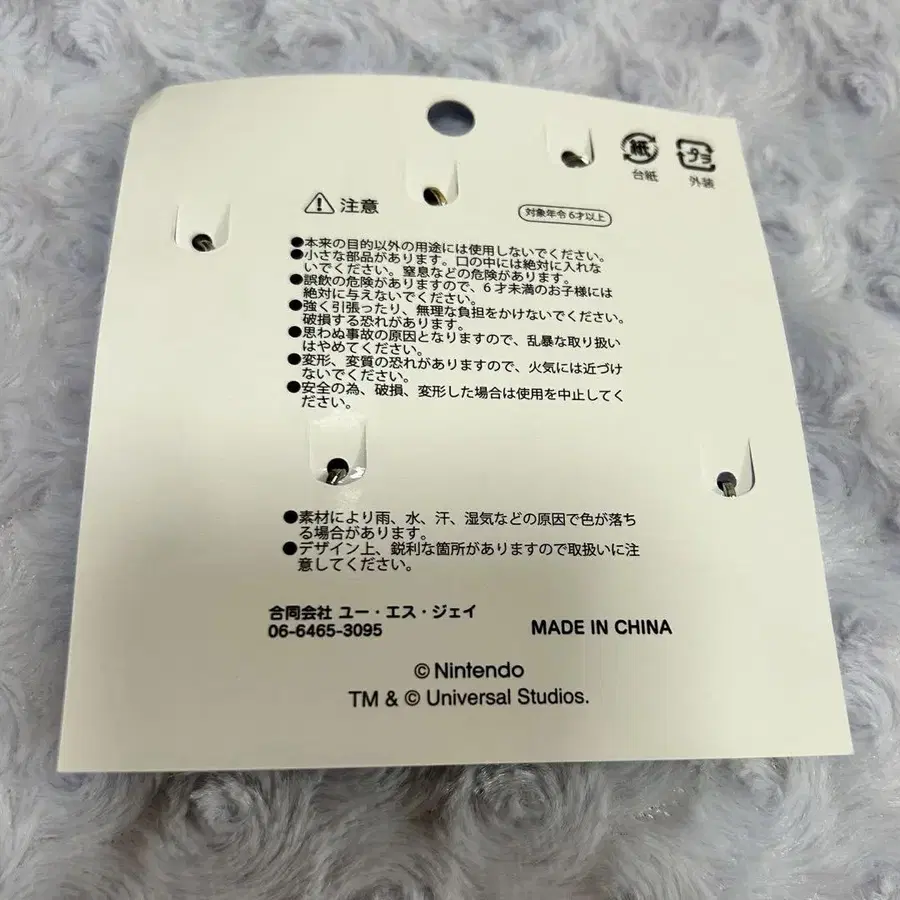 紙
台紙
プラ
外装
注意
対象年令6才以上
●本来の目的以外の用途には使用しないでください。
●小さな部品があります。口の中には絶対に入れな
いでください。窒息などの危険があります。
●誤飲の危険がありますので、6才未満のお子様には
絶対に与えないでください。
●強く引張ったり、無理な負担をかけないでください。
破損する恐れがあります。
●思わぬ事故の原因となりますので、乱暴な取り扱い
はやめてください。
●変形、変質の恐れがありますので、火気には近づけ
ないでください。
●安全の為、破損、変形した場合は使用を中止してく
ださい。
●素材により雨、水、汗、湿気などの原因で色が落ち
る場合があります。
●デザイン上、鋭利な箇所がありますので取扱いに注
意してください。
合同会社 ユー・エス・ジェイ
06-6465-3095
MADE IN CHINA
© Nintendo
TM & © Universal Studios.